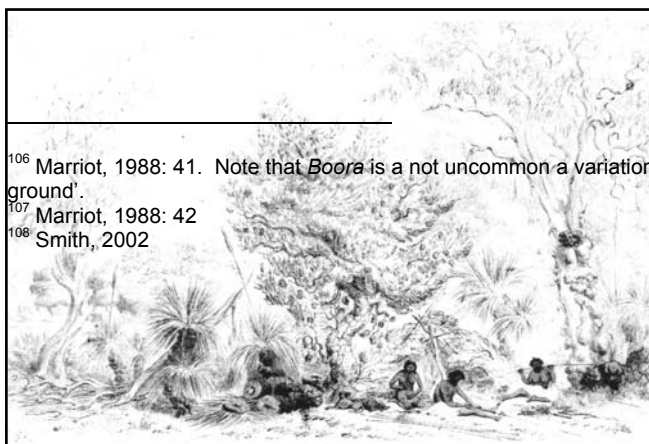 106 Marriot, 1988: 41. Note that Boora is a not uncommon a variation
ground'.
107 Marriot, 1988: 42
108 Smith, 2002